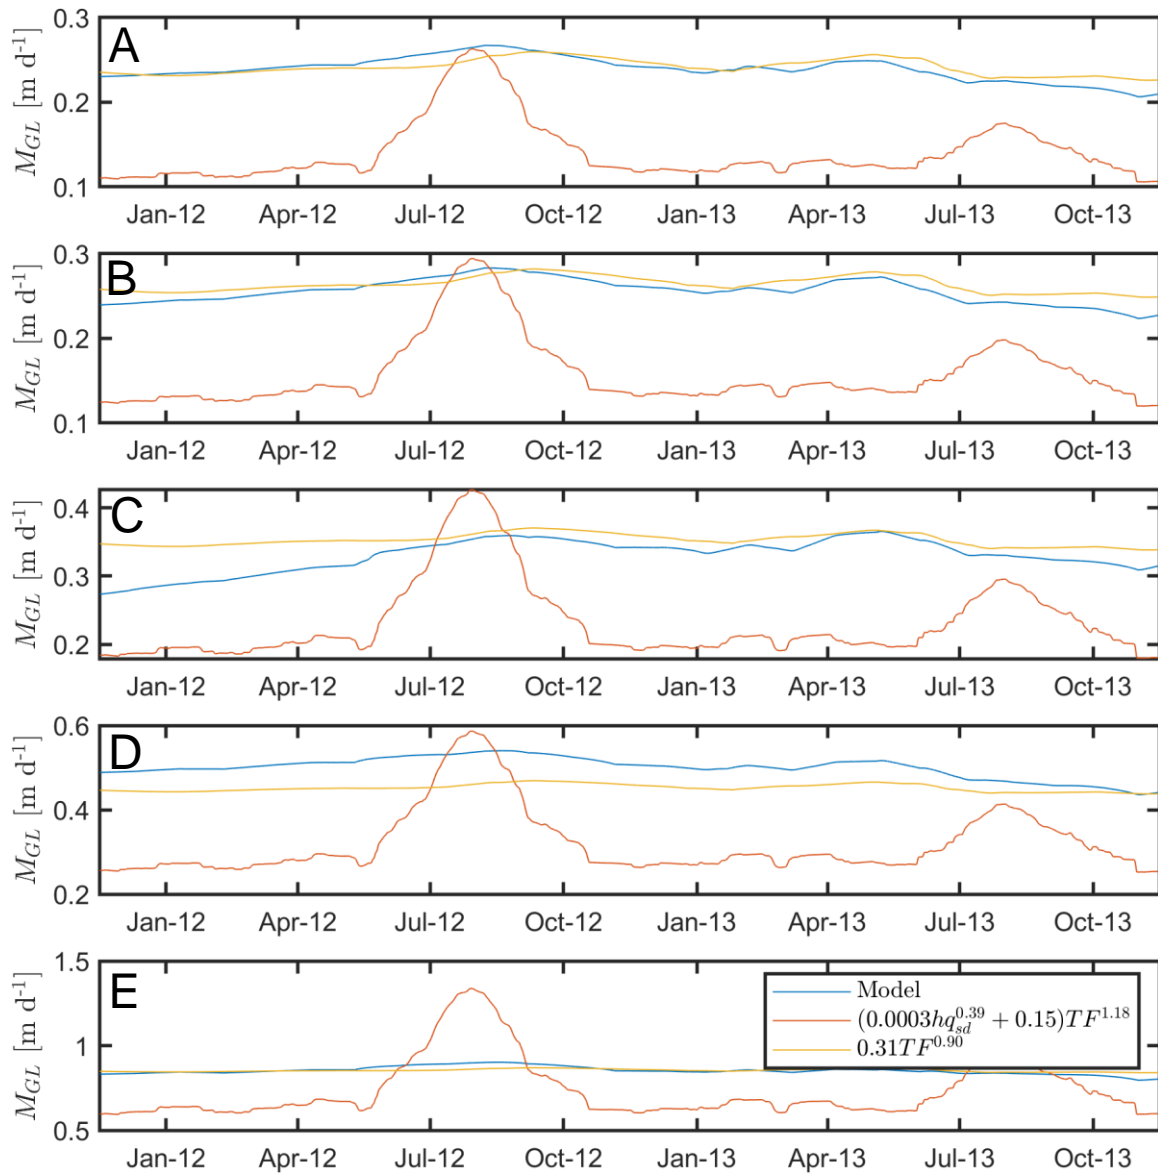 A
M_GL [m d⁻¹]
0.3
0.2
0.1
Jan-12 Apr-12 Jul-12 Oct-12 Jan-13 Apr-13 Jul-13 Oct-13
B
M_GL [m d⁻¹]
0.3
0.2
0.1
Jan-12 Apr-12 Jul-12 Oct-12 Jan-13 Apr-13 Jul-13 Oct-13
C
M_GL [m d⁻¹]
0.4
0.3
0.2
Jan-12 Apr-12 Jul-12 Oct-12 Jan-13 Apr-13 Jul-13 Oct-13
D
M_GL [m d⁻¹]
0.6
0.4
0.2
Jan-12 Apr-12 Jul-12 Oct-12 Jan-13 Apr-13 Jul-13 Oct-13
E
M_GL [m d⁻¹]
1.5
1
0.5
Model
(0.0003hq_sd^0.39 + 0.15)TF^1.18
0.31TF^0.90
Jan-12 Apr-12 Jul-12 Oct-12 Jan-13 Apr-13 Jul-13 Oct-13